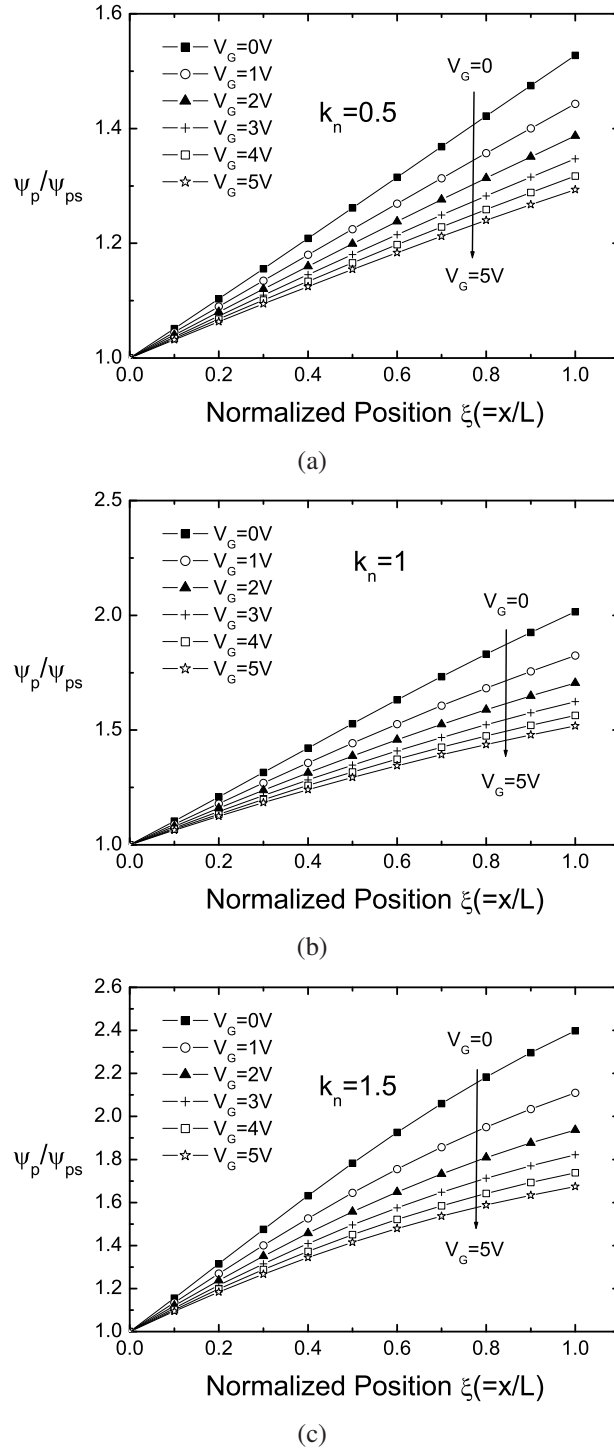 1.6
V_G=0V
V_G=1V
V_G=2V
V_G=3V
V_G=4V
V_G=5V
k_n=0.5
V_G=0
V_G=5V
1.4
1.2
1.0
ψ_p/ψ_ps
0.0 0.2 0.4 0.6 0.8 1.0
Normalized Position ξ(=x/L)
(a)
2.5
V_G=0V
V_G=1V
V_G=2V
V_G=3V
V_G=4V
V_G=5V
k_n=1
V_G=0
V_G=5V
2.0
1.5
1.0
ψ_p/ψ_ps
0.0 0.2 0.4 0.6 0.8 1.0
Normalized Position ξ(=x/L)
(b)
2.6
V_G=0V
V_G=1V
V_G=2V
V_G=3V
V_G=4V
V_G=5V
k_n=1.5
V_G=0
V_G=5V
2.4
2.2
2.0
1.8
1.6
1.4
1.2
1.0
ψ_p/ψ_ps
0.0 0.2 0.4 0.6 0.8 1.0
Normalized Position ξ(=x/L)
(c)